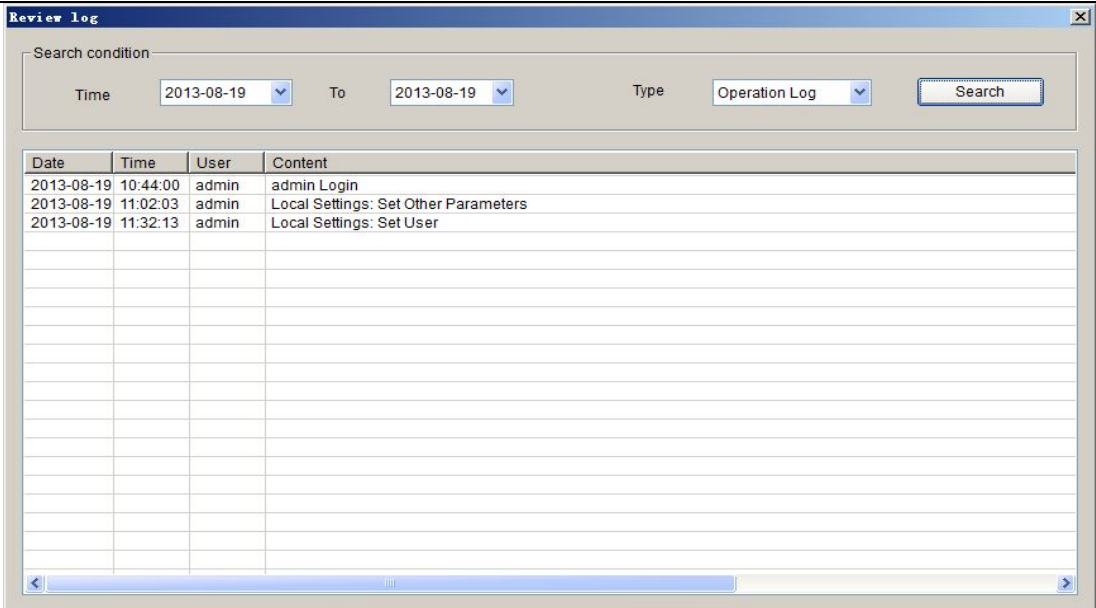 Review log
Search condition
Time 2013-08-19 To 2013-08-19 Type Operation Log Search
Date Time User Content
2013-08-19 10:44:00 admin admin Login
2013-08-19 11:02:03 admin Local Settings: Set Other Parameters
2013-08-19 11:32:13 admin Local Settings: Set User